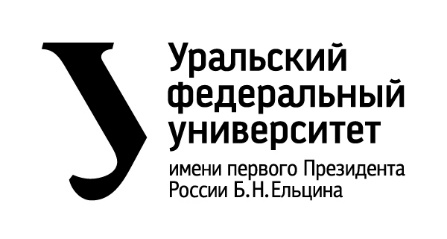 У
Уральский
федеральный
университет
имени первого Президента
России Б.Н.Ельцина